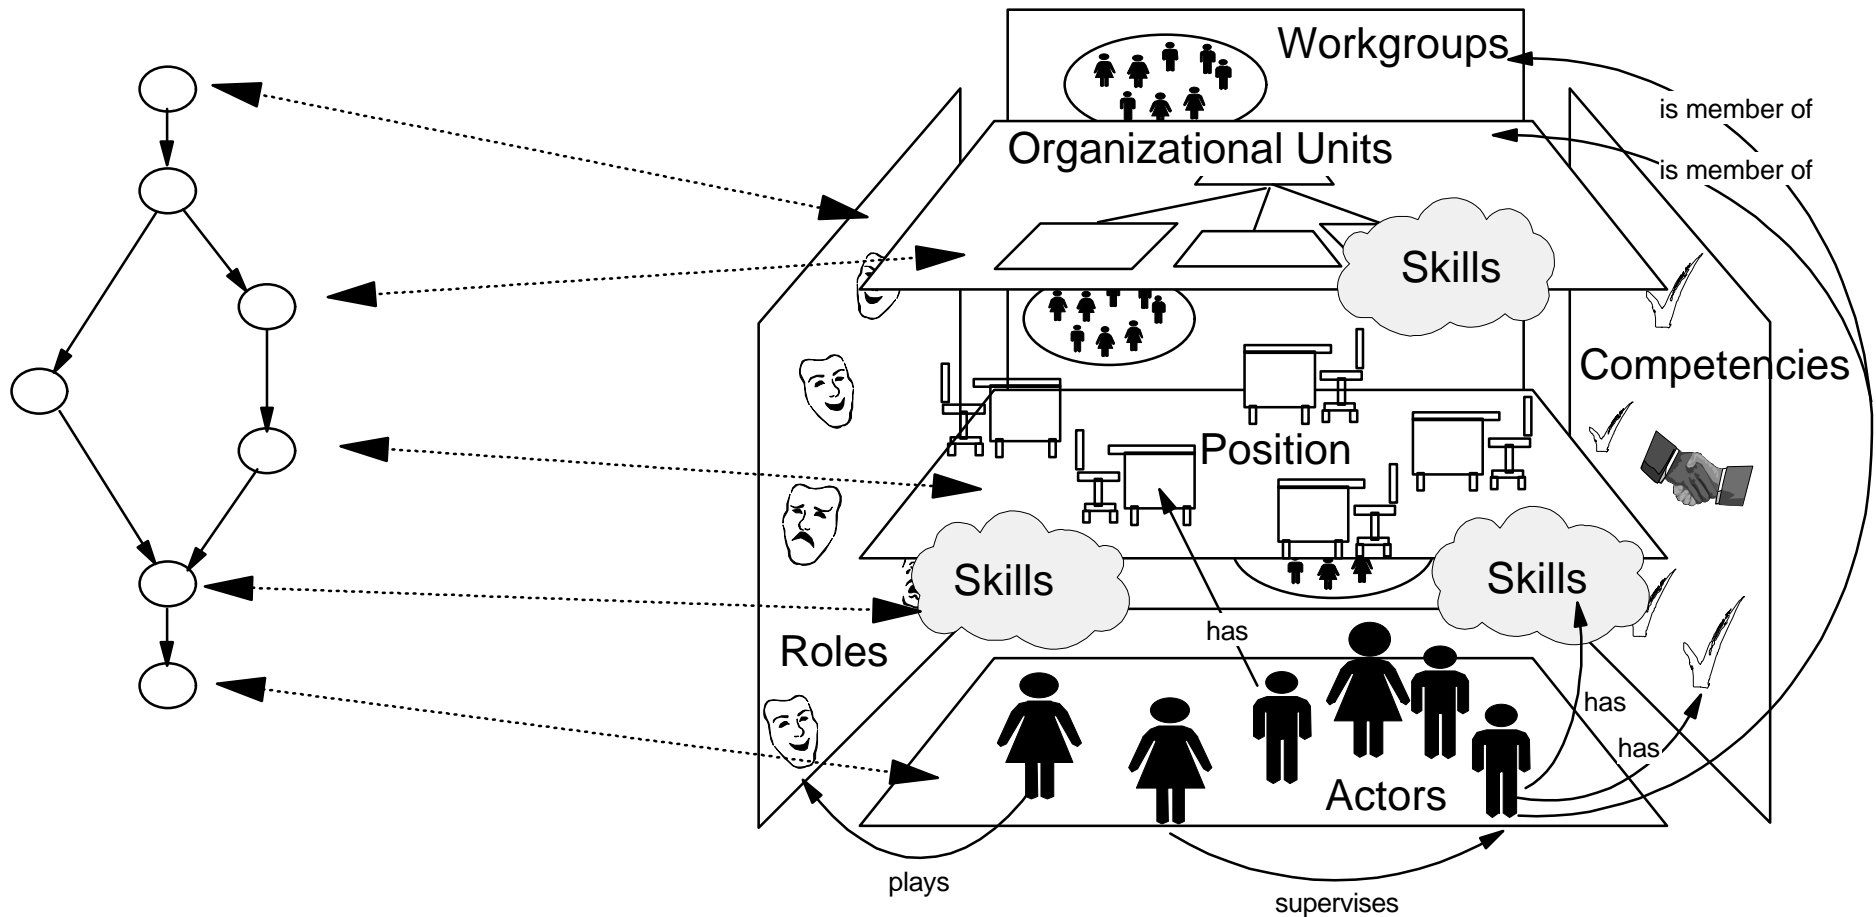 Workgroups
is member of
Organizational Units
is member of
Skills
Competencies
Position
Skills
Skills
has
Roles
has
has
Actors
plays
supervises